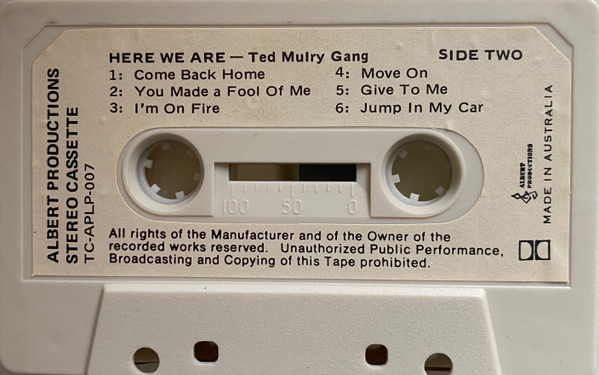 HERE WE ARE — Ted Mulry Gang
SIDE TWO
1: Come Back Home
2: You Made a Fool Of Me
3: I'm On Fire
4: Move On
5: Give To Me
6: Jump In My Car
ALBERT PRODUCTIONS
STEREO CASSETTE
TC-APLP-007
100 50 0
ALBERT
PRODUCTIONS
MADE IN AUSTRALIA
All rights of the Manufacturer and of the Owner of the
recorded works reserved. Unauthorized Public Performance,
Broadcasting and Copying of this Tape prohibited.